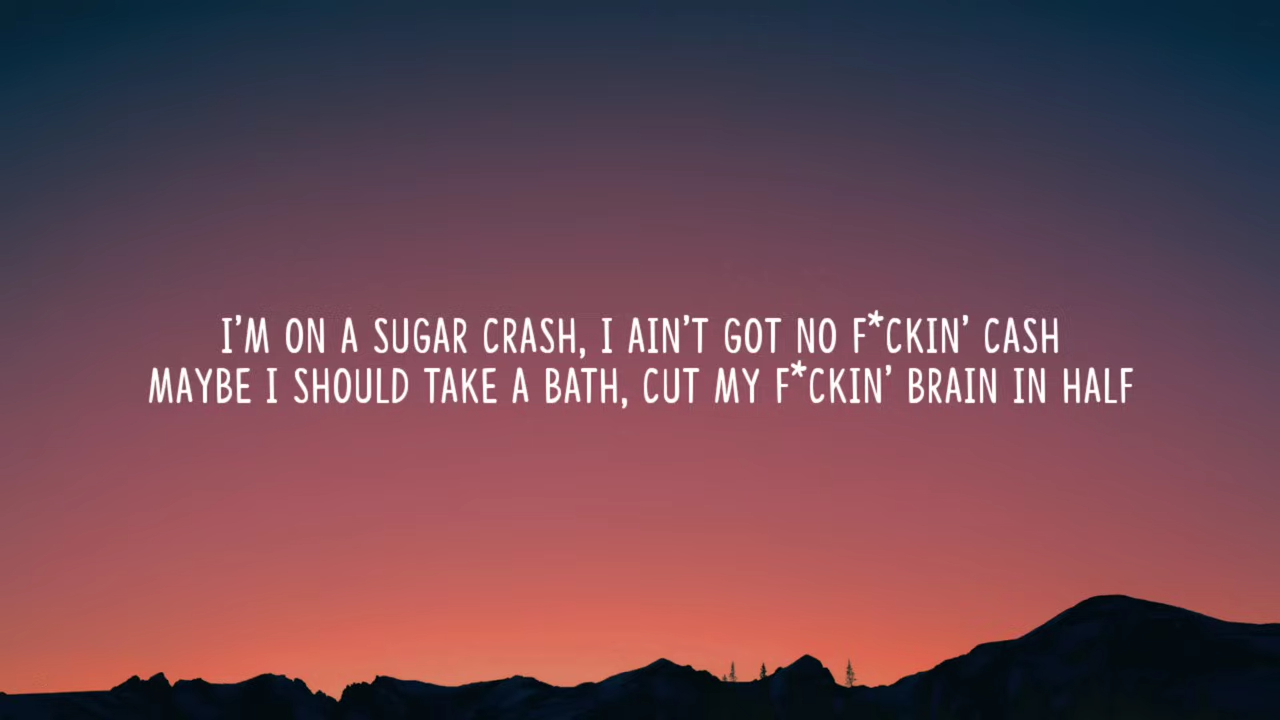 I'M ON A SUGAR CRASH, I AIN'T GOT NO F*CKIN' CASH
MAYBE I SHOULD TAKE A BATH, CUT MY F*CKIN' BRAIN IN HALF